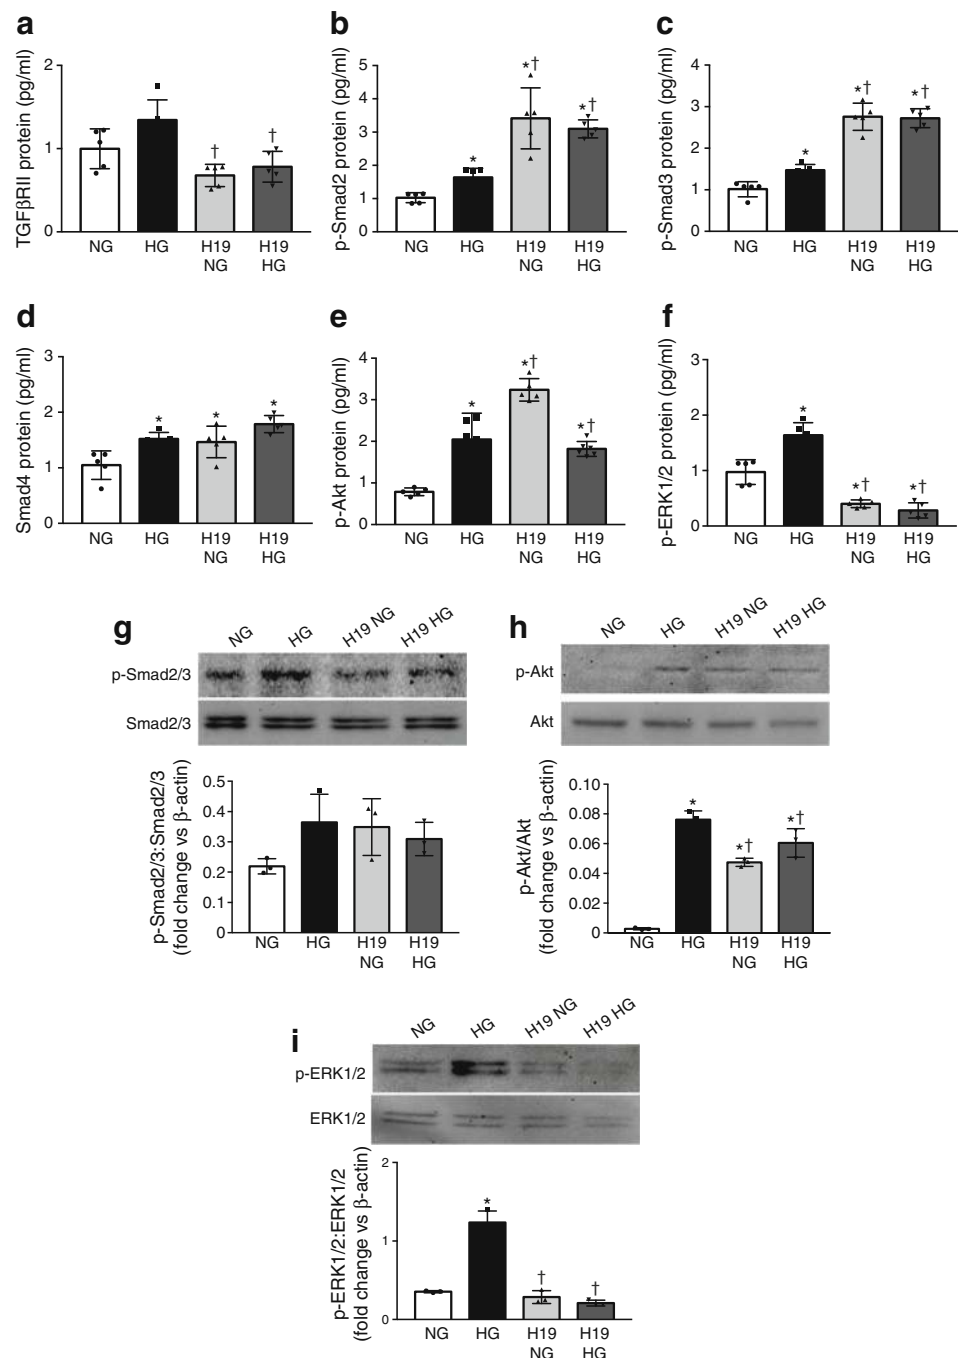 a
TGFβRII protein (pg/ml)
2
1
0
†
†
NG
HG
H19
NG
H19
HG
b
p-Smad2 protein (pg/ml)
5
4
3
2
1
0
*
*†
*†
NG
HG
H19
NG
H19
HG
c
p-Smad3 protein (pg/ml)
4
3
2
1
0
*
*†
*†
NG
HG
H19
NG
H19
HG
d
Smad4 protein (pg/ml)
3
2
1
0
*
*
*
NG
HG
H19
NG
H19
HG
e
p-Akt protein (pg/ml)
4
3
2
1
0
*
*†
*†
NG
HG
H19
NG
H19
HG
f
p-ERK1/2 protein (pg/ml)
3
2
1
0
*
*†
*†
NG
HG
H19
NG
H19
HG
g
NG
HG
H19 NG
H19 HG
p-Smad2/3
Smad2/3
p-Smad2/3:Smad2/3
(fold change vs β-actin)
0.5
0.4
0.3
0.2
0.1
0
NG
HG
H19
NG
H19
HG
h
NG
HG
H19 NG
H19 HG
p-Akt
Akt
p-Akt/Akt
(fold change vs β-actin)
0.10
0.08
0.06
0.04
0.02
0
*
*†
*†
NG
HG
H19
NG
H19
HG
i
NG
HG
H19 NG
H19 HG
p-ERK1/2
ERK1/2
p-ERK1/2:ERK1/2
(fold change vs β-actin)
2
1
0
*
†
†
NG
HG
H19
NG
H19
HG